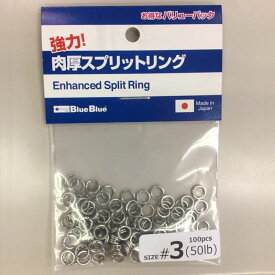 お得なバリューパック
強力!
肉厚スプリットリング
Enhanced Split Ring
BlueBlue
Made in
Japan
100pcs
SIZE #3 (50lb)